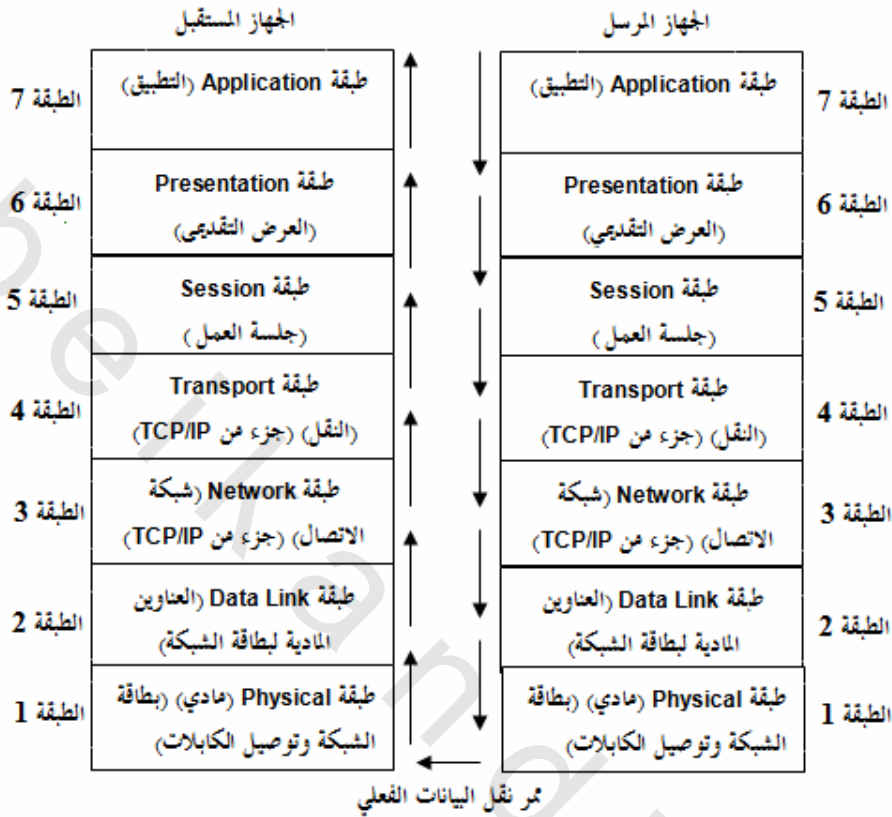 الجهاز المرسل
الجهاز المستقبل
الطبقة 7
طبقة Application (التطبيق)
طبقة Application (التطبيق)
الطبقة 7
الطبقة 6
طبقة Presentation
(العرض التقديمي)
طبقة Presentation
(العرض التقديمي)
الطبقة 6
الطبقة 5
طبقة Session
(جلسة العمل)
طبقة Session
(جلسة العمل)
الطبقة 5
الطبقة 4
طبقة Transport
(النقل) (جزء من TCP/IP)
طبقة Transport
(النقل) (جزء من TCP/IP)
الطبقة 4
الطبقة 3
طبقة Network (شبكة
الاتصال) (جزء من TCP/IP)
طبقة Network (شبكة
الاتصال) (جزء من TCP/IP)
الطبقة 3
الطبقة 2
طبقة Data Link (العناوين
المادية لبطاقة الشبكة)
طبقة Data Link (العناوين
المادية لبطاقة الشبكة)
الطبقة 2
الطبقة 1
طبقة Physical (مادي) (بطاقة
الشبكة وتوصيل الكابلات)
طبقة Physical (مادي) (بطاقة
الشبكة وتوصيل الكابلات)
الطبقة 1
ممر نقل البيانات الفعلي